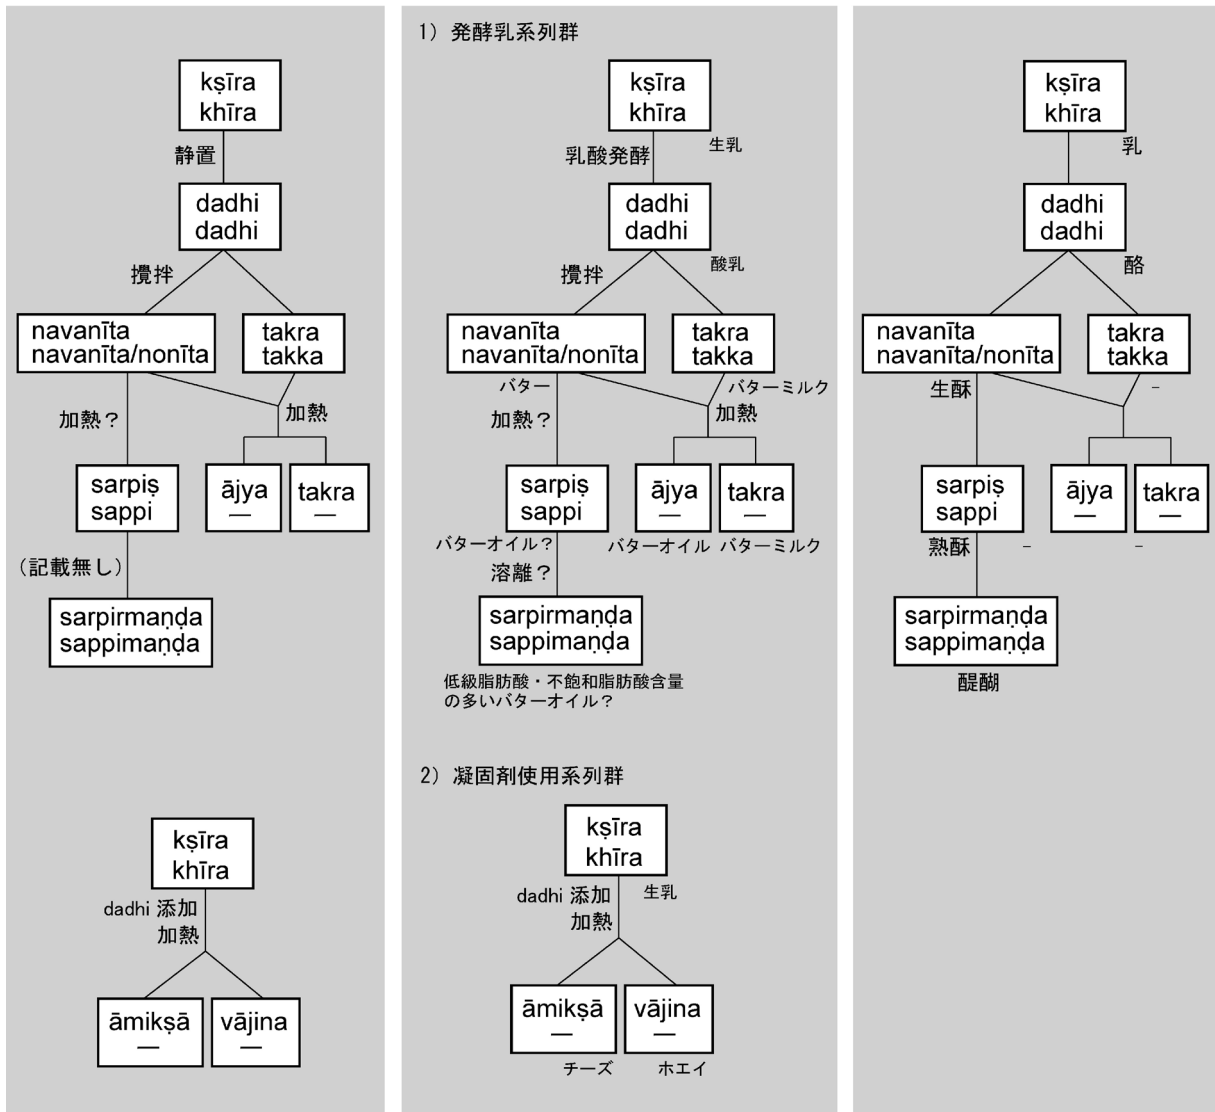 kṣīra
khīra
静置
dadhi
dadhi
攪拌
navanīta
navanīta/nonīta
takra
takka
加熱？
加熱
sarpiṣ
sappi
ājya
—
takra
—
（記載無し）
sarpirmaṇḍa
sappimaṇḍa
kṣīra
khīra
dadhi 添加
加熱
āmikṣā
—
vājina
—
1）発酵乳系列群
kṣīra
khīra
生乳
乳酸発酵
dadhi
dadhi
酸乳
攪拌
navanīta
navanīta/nonīta
takra
takka
バター
バターミルク
加熱？
加熱
sarpiṣ
sappi
ājya
—
takra
—
バターオイル？
バターオイル
バターミルク
溶離？
sarpirmaṇḍa
sappimaṇḍa
低級脂肪酸・不飽和脂肪酸含量
の多いバターオイル？
2）凝固剤使用系列群
kṣīra
khīra
生乳
dadhi 添加
加熱
āmikṣā
—
vājina
—
チーズ
ホエイ
kṣīra
khīra
乳
dadhi
dadhi
酪
navanīta
navanīta/nonīta
takra
takka
生酥
–
sarpiṣ
sappi
ājya
—
takra
—
熟酥
–
–
sarpirmaṇḍa
sappimaṇḍa
醍醐